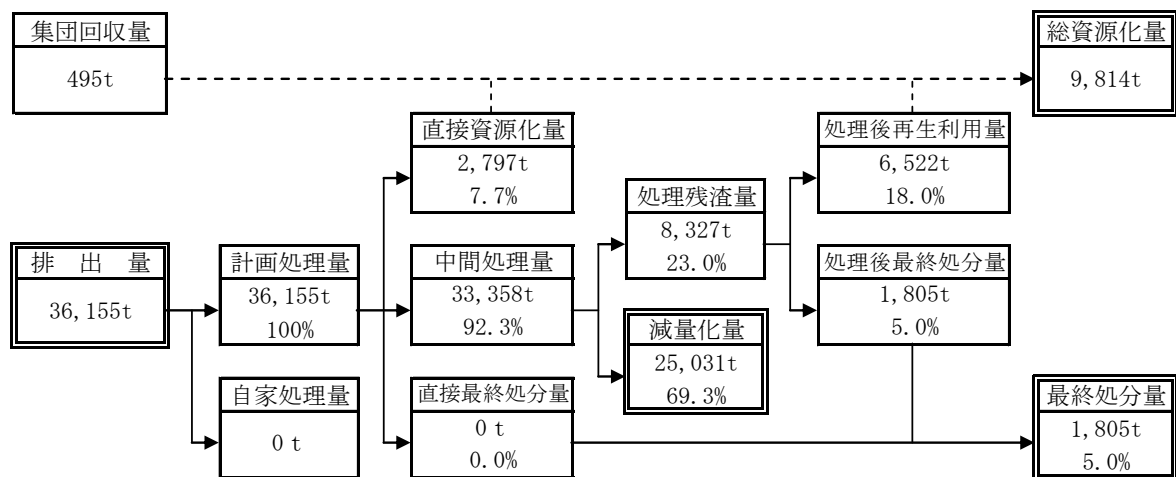 集団回収量
495t
総資源化量
9,814t
直接資源化量
2,797t
7.7%
処理後再生利用量
6,522t
18.0%
処理残渣量
8,327t
23.0%
排 出 量
36,155t
計画処理量
36,155t
100%
中間処理量
33,358t
92.3%
処理後最終処分量
1,805t
5.0%
減量化量
25,031t
69.3%
自家処理量
0 t
直接最終処分量
0 t
0.0%
最終処分量
1,805t
5.0%